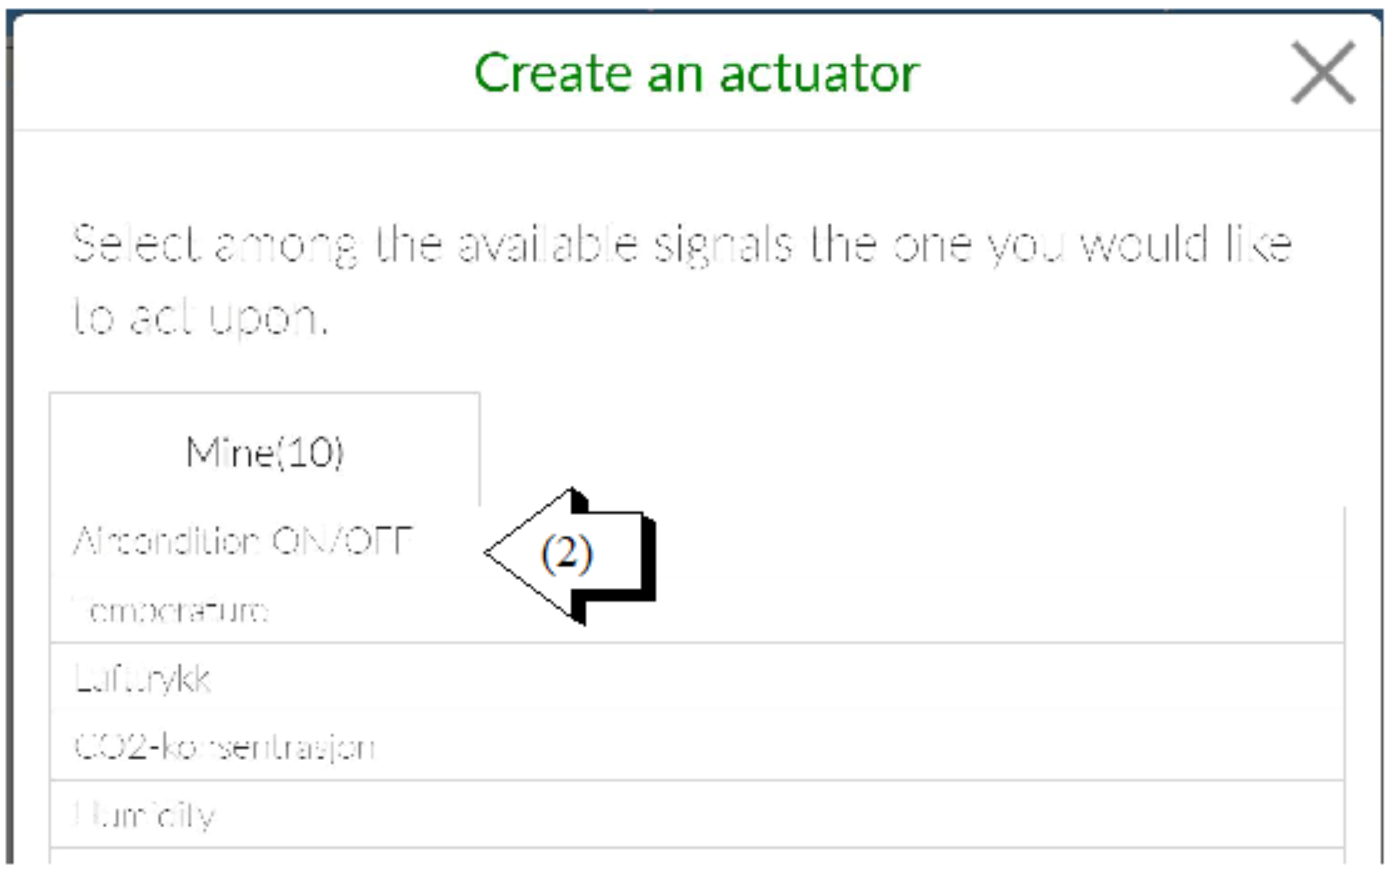 Create an actuator
Select among the available signals the one you would like
to act upon.
Mine(10)
Aircondition ON/OFF
(2)
Temperature
Lufttrykk
CO2-konsentrasjon
Humidity